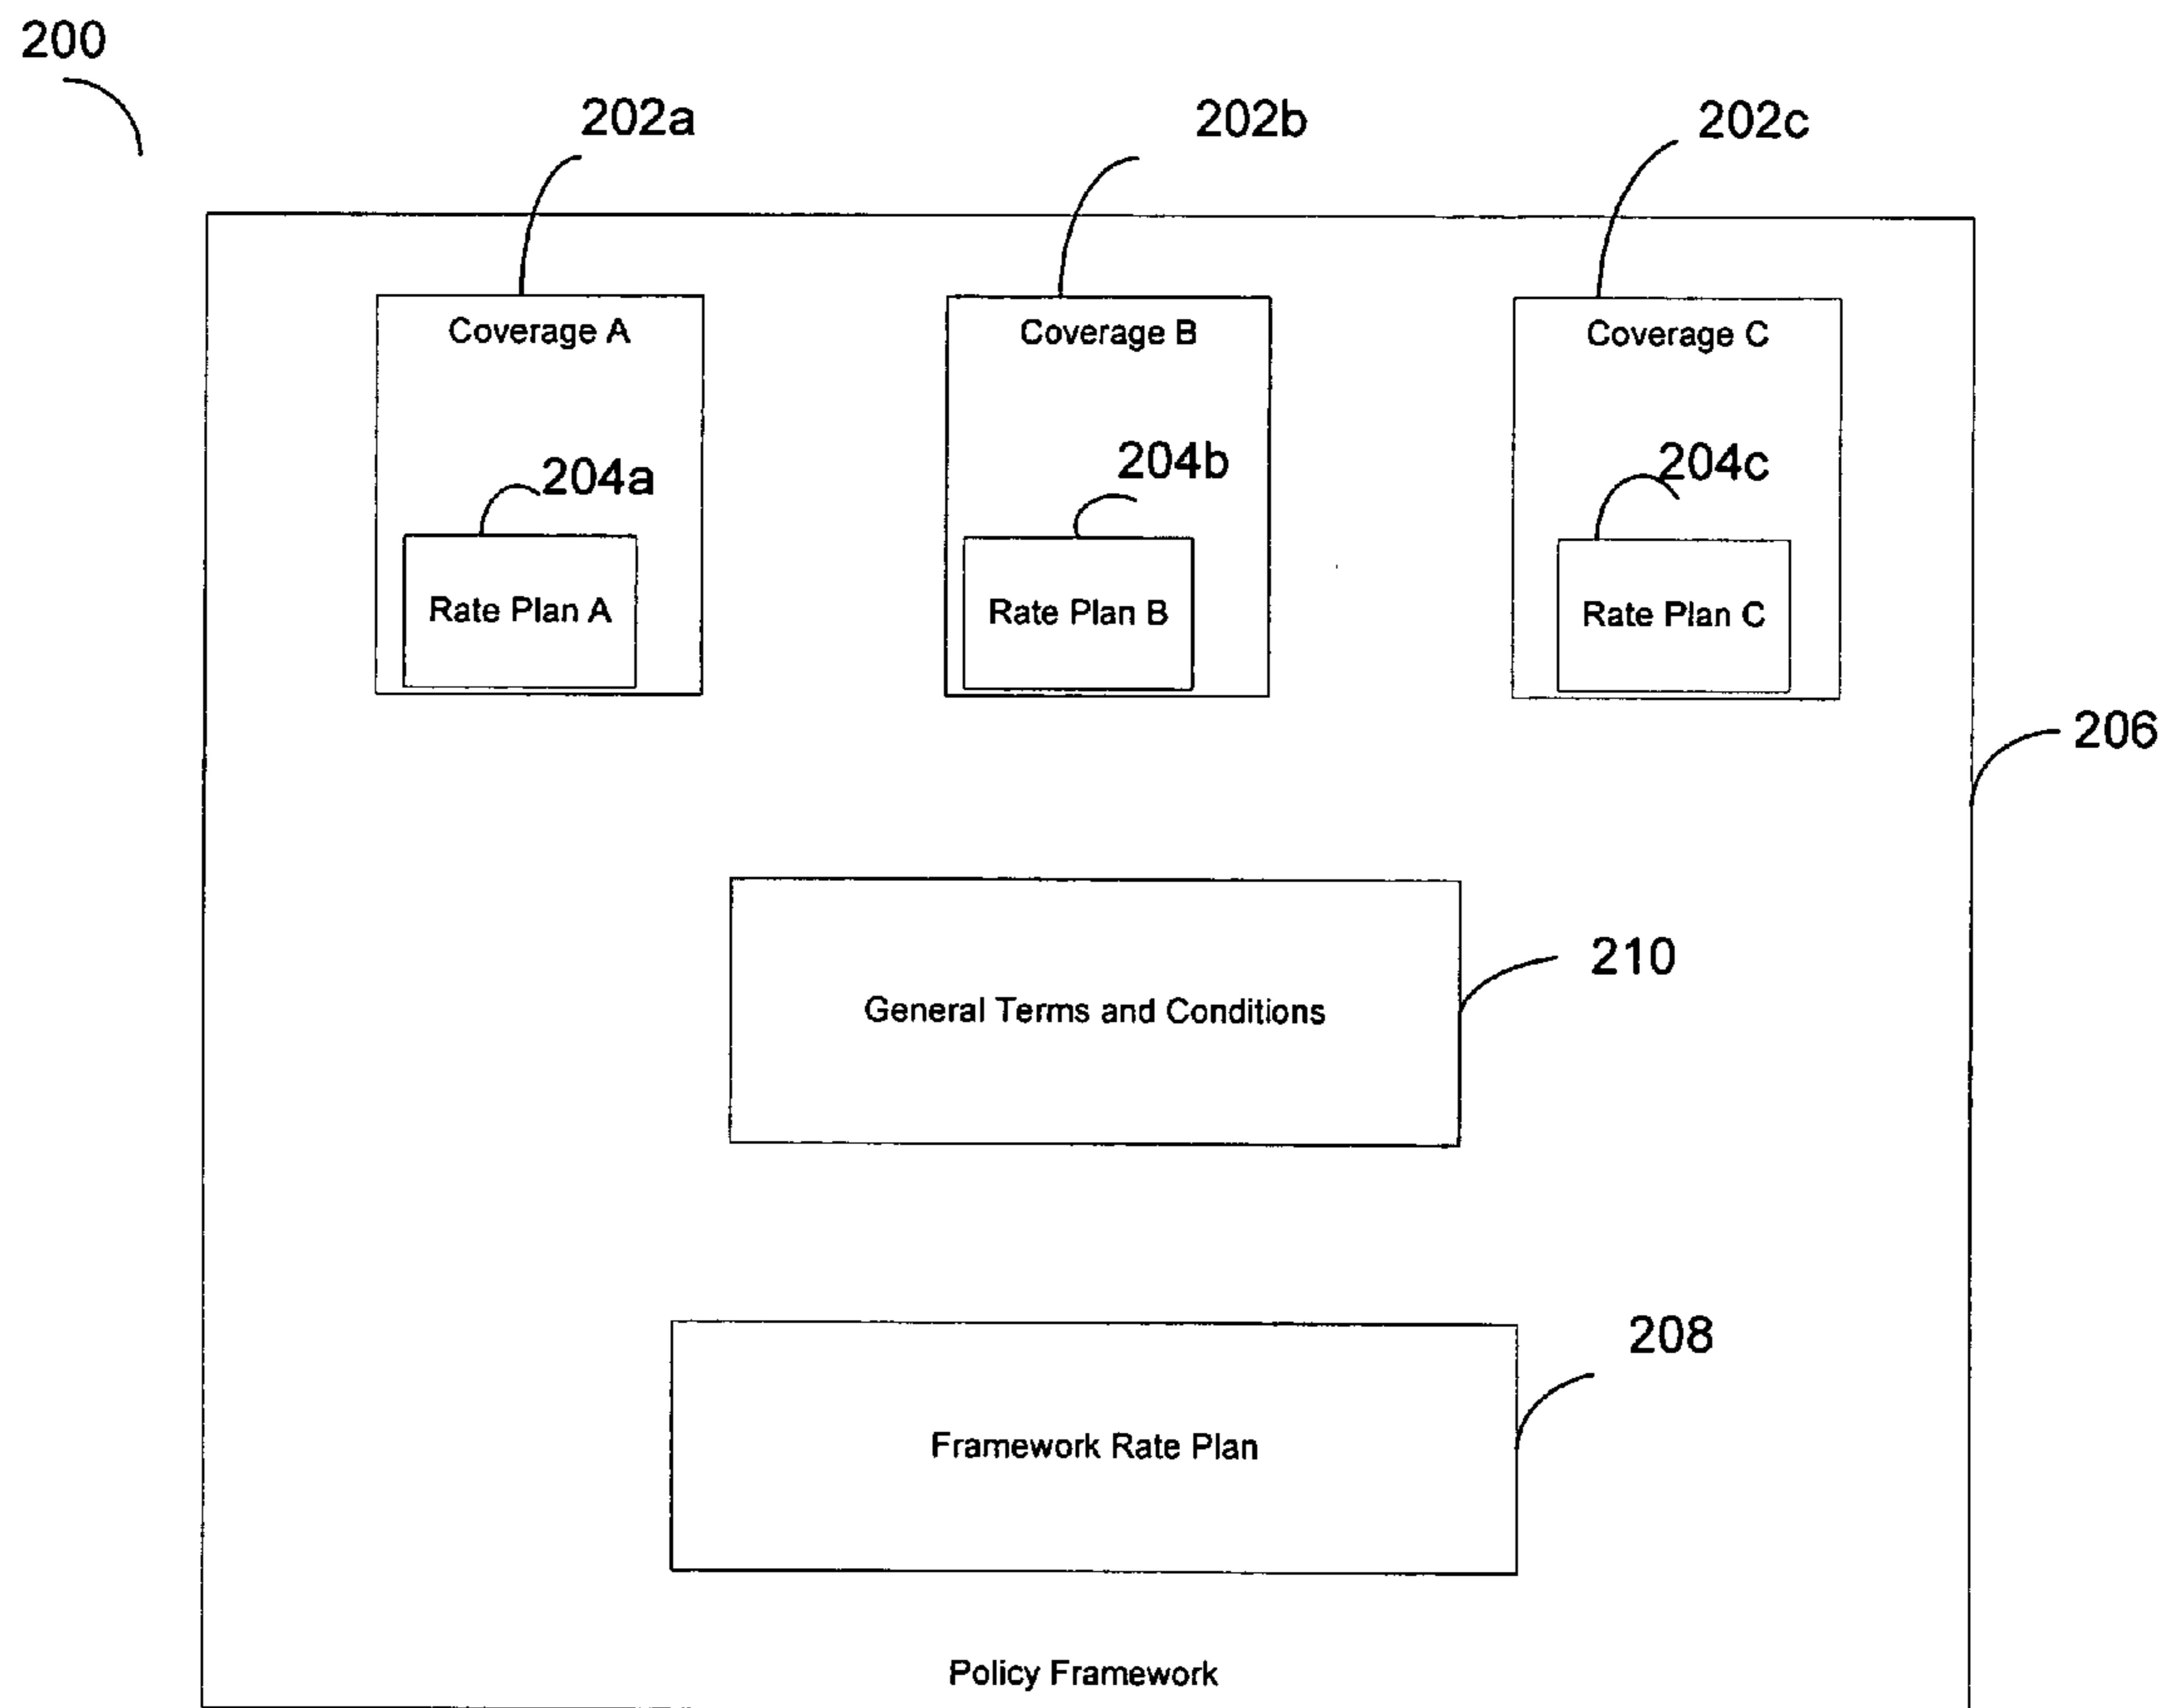 200
202a
202b
202c
Coverage A
Coverage B
Coverage C
204a
204b
204c
Rate Plan A
Rate Plan B
Rate Plan C
206
General Terms and Conditions
210
Framework Rate Plan
208
Policy Framework